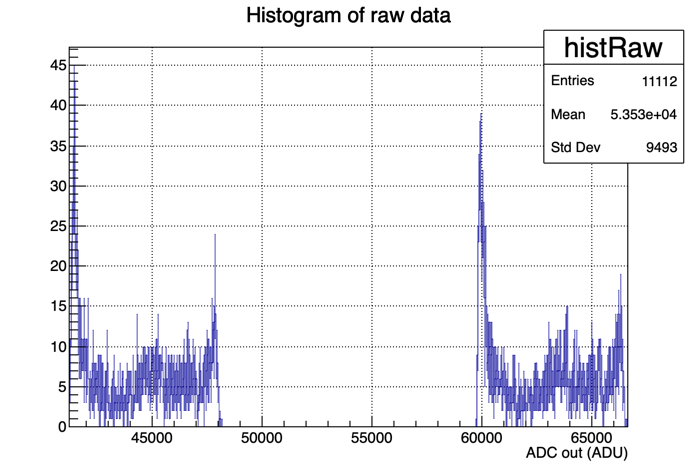 Histogram of raw data
histRaw
Entries 11112
Mean 5.353e+04
Std Dev 9493
45
40
35
30
25
20
15
10
5
0
45000 50000 55000 60000 65000
ADC out (ADU)